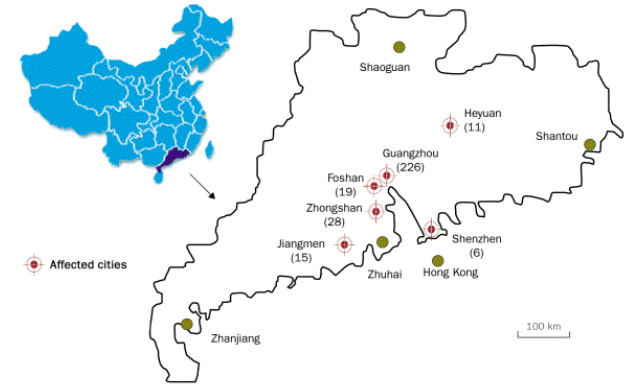 Shaoguan
Heyuan
(11)
Shantou
Guangzhou
(226)
Foshan
(19)
Zhongshan
(28)
Jiangmen
(15)
Shenzhen
(6)
Zhuhai
Hong Kong
Affected cities
Zhanjiang
100 km